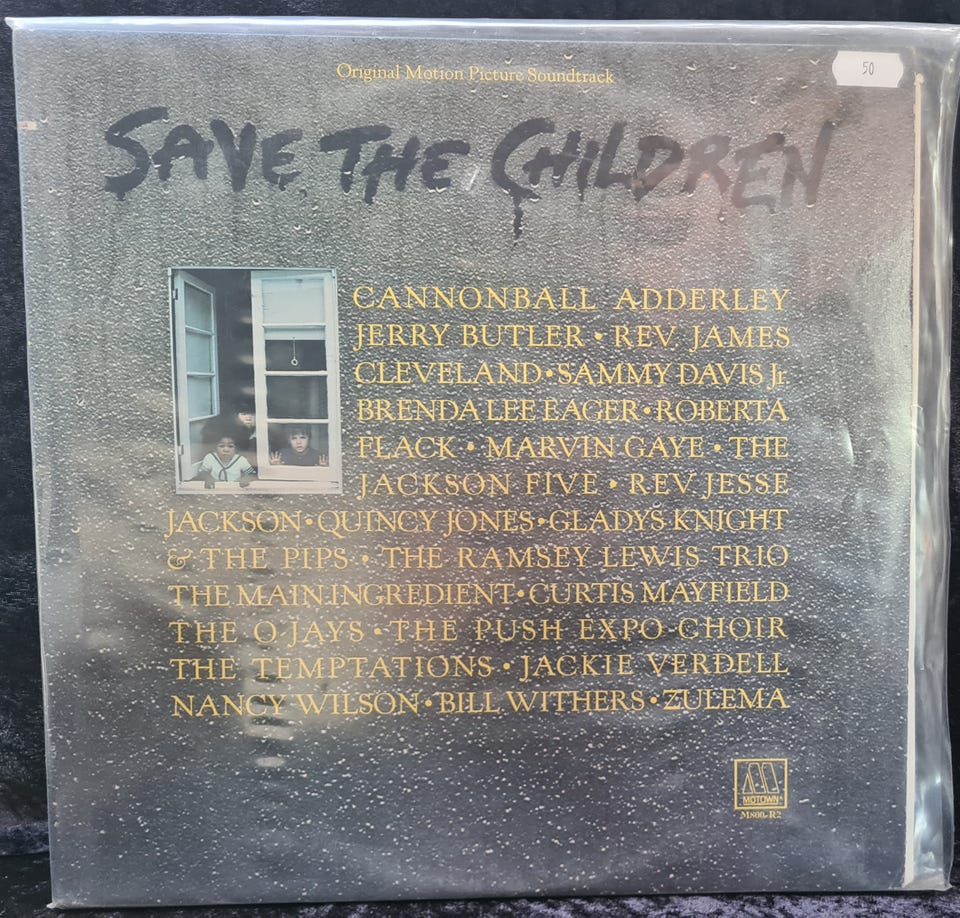 Original Motion Picture Soundtrack
50
SAVE THE CHILDREN
CANNONBALL ADDERLEY
JERRY BUTLER • REV. JAMES
CLEVELAND • SAMMY DAVIS Jr.
BRENDA LEE EAGER • ROBERTA
FLACK • MARVIN GAYE • THE
JACKSON FIVE • REV. JESSE
JACKSON • QUINCY JONES • GLADYS KNIGHT
& THE PIPS • THE RAMSEY LEWIS TRIO
THE MAIN INGREDIENT • CURTIS MAYFIELD
THE O'JAYS • THE PUSH EXPO CHOIR
THE TEMPTATIONS • JACKIE VERDELL
NANCY WILSON • BILL WITHERS • ZULEMA
M
MOTOWN
M800-R2